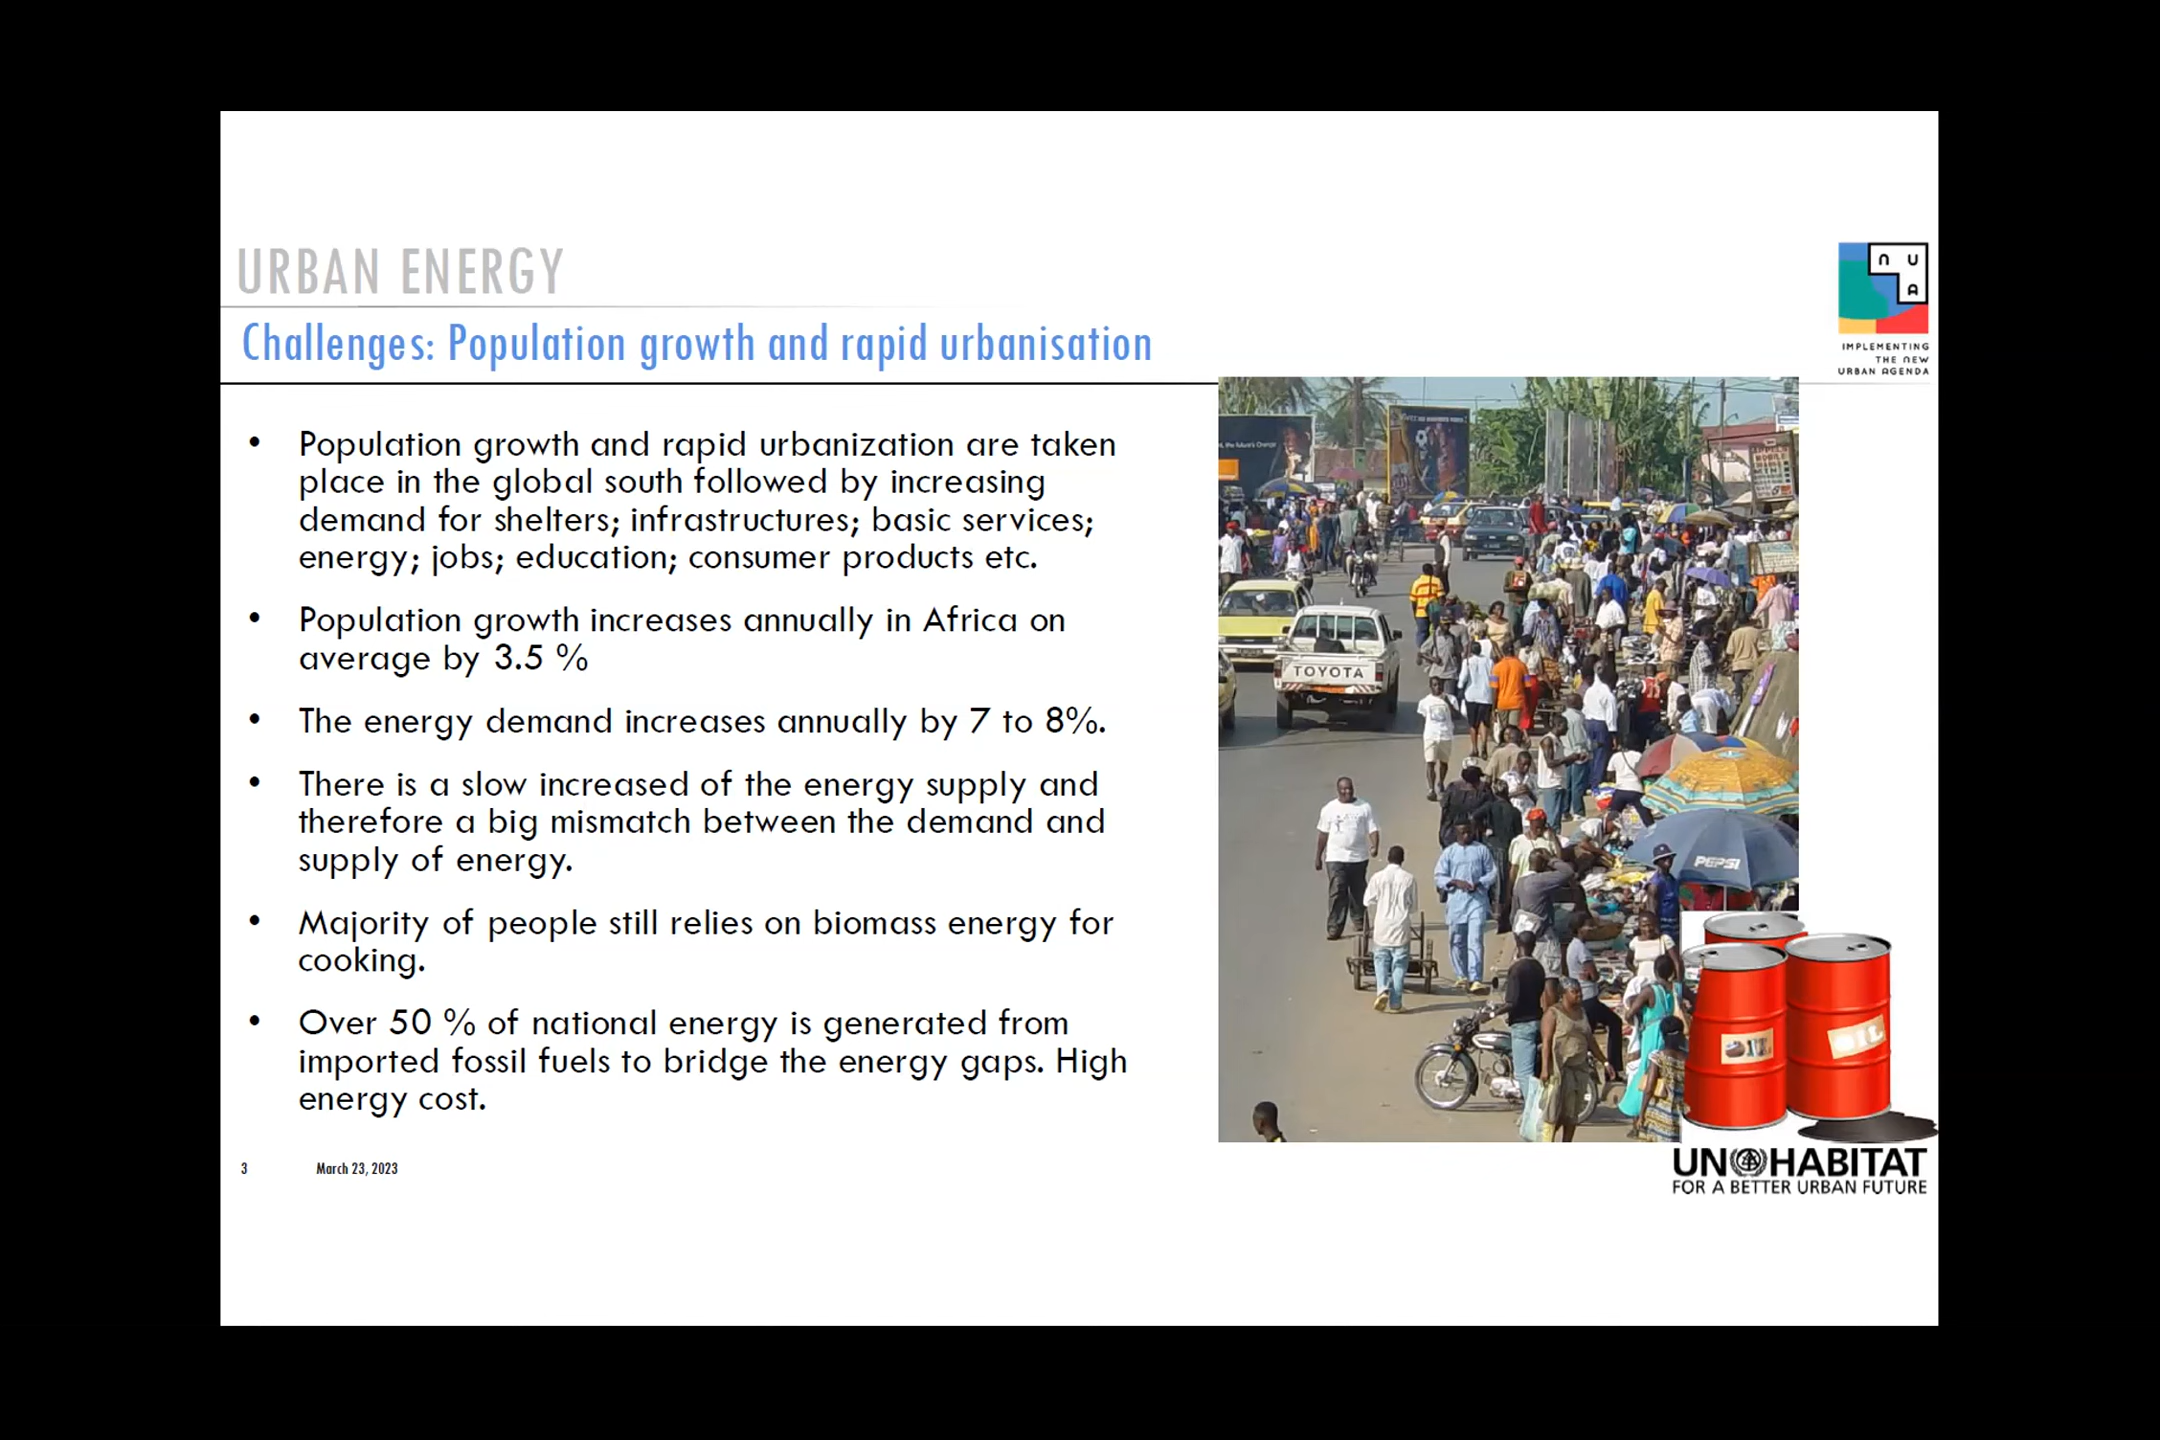 URBAN ENERGY
Challenges: Population growth and rapid urbanisation
N U
A
IMPLEMENTING
THE NEW
URBAN AGENDA
• Population growth and rapid urbanization are taken
place in the global south followed by increasing
demand for shelters; infrastructures; basic services;
energy; jobs; education; consumer products etc.
• Population growth increases annually in Africa on
average by 3.5 %
• The energy demand increases annually by 7 to 8%.
• There is a slow increased of the energy supply and
therefore a big mismatch between the demand and
supply of energy.
• Majority of people still relies on biomass energy for
cooking.
• Over 50 % of national energy is generated from
imported fossil fuels to bridge the energy gaps. High
energy cost.
TOYOTA
PEPSI
OIL
OIL
3 March 23, 2023
UN HABITAT
FOR A BETTER URBAN FUTURE